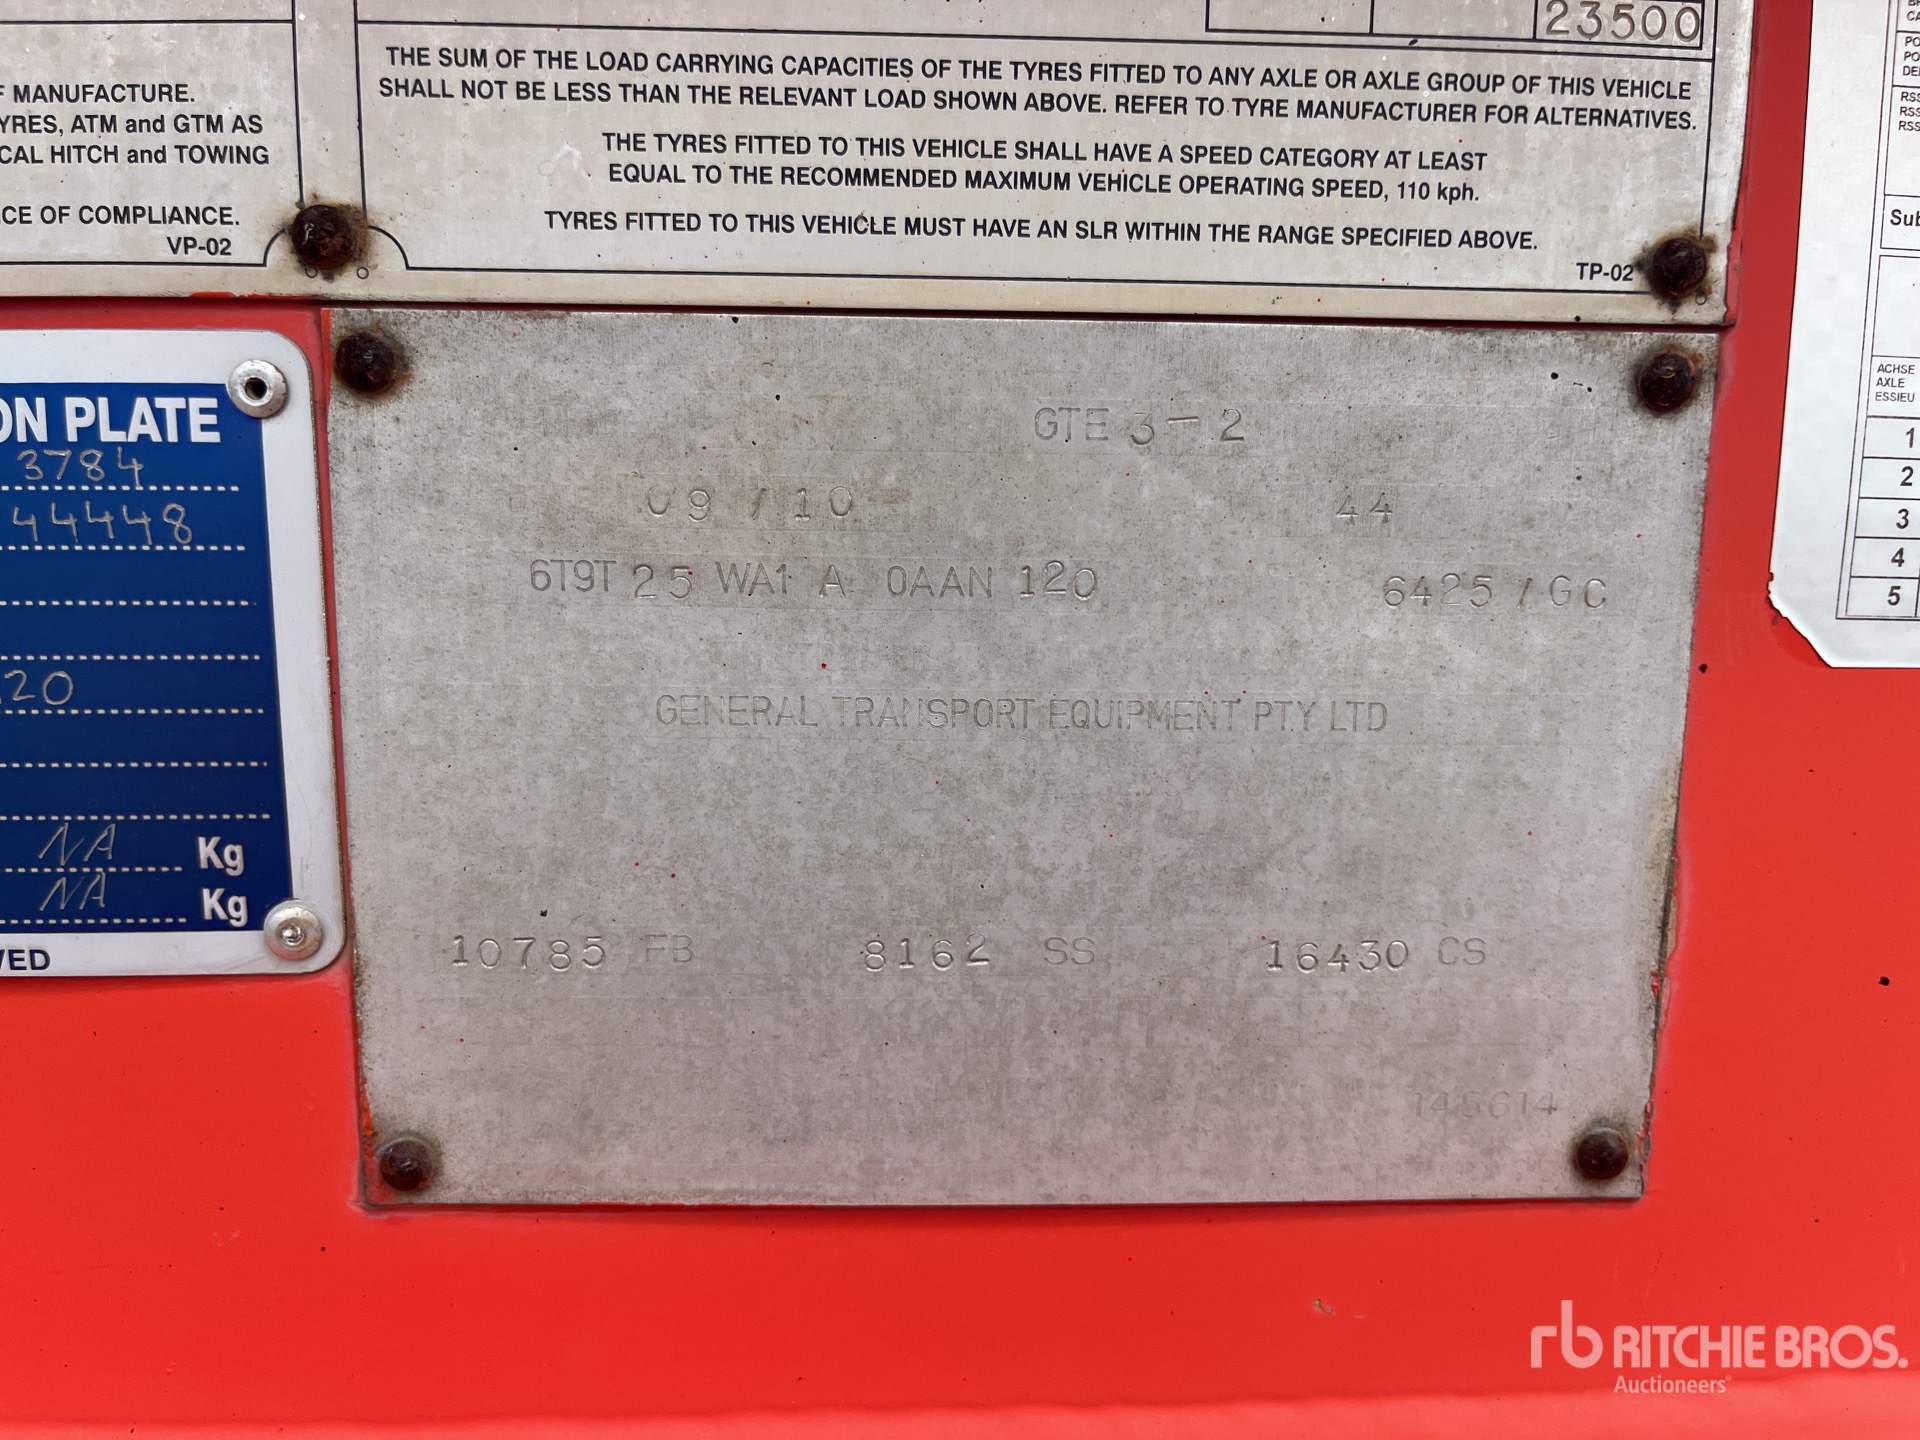 23500
THE SUM OF THE LOAD CARRYING CAPACITIES OF THE TYRES FITTED TO ANY AXLE OR AXLE GROUP OF THIS VEHICLE
SHALL NOT BE LESS THAN THE RELEVANT LOAD SHOWN ABOVE. REFER TO TYRE MANUFACTURER FOR ALTERNATIVES.
THE TYRES FITTED TO THIS VEHICLE SHALL HAVE A SPEED CATEGORY AT LEAST
EQUAL TO THE RECOMMENDED MAXIMUM VEHICLE OPERATING SPEED, 110 kph.
TYRES FITTED TO THIS VEHICLE MUST HAVE AN SLR WITHIN THE RANGE SPECIFIED ABOVE.
TP-02
MANUFACTURE.
ATM and GTM AS
HITCH and TOWING
OF COMPLIANCE.
VP-02
PLATE
3784
44448
20
NA Kg
NA Kg
GTE 3-2
09 / 10
44
6T9T 25 WA1 A 0AAN 120
6425 / GC
GENERAL TRANSPORT EQUIPMENT PTY LTD
10785 FB 8162 SS 16430 CS
145614
ACHSE
AXLE
ESSIEU
1
2
3
4
5
rb RITCHIE BROS.
Auctioneers